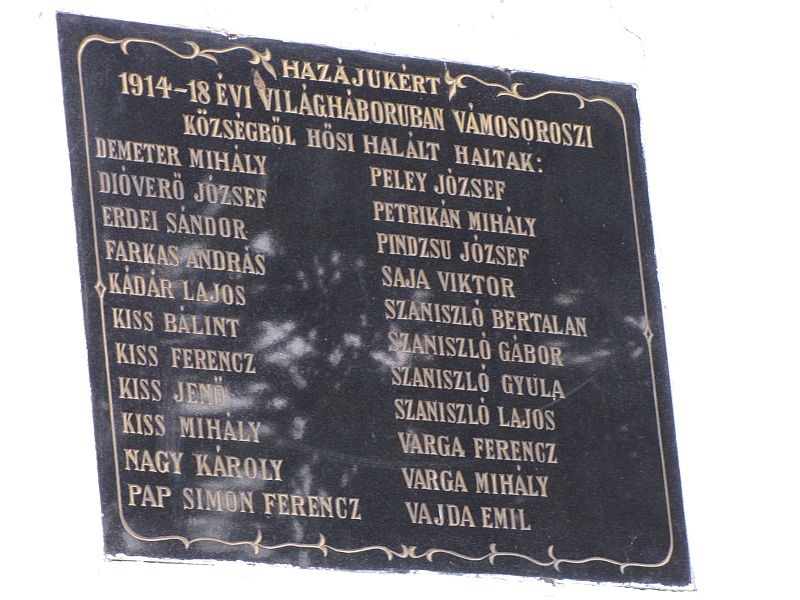 HAZÁJUKÉRT
1914-18 ÉVI VILÁGHÁBORUBAN VÁMOSOROSZI
KÖZSÉGBŐL HŐSI HALÁLT HALTAK:
DEMETER MIHÁLY
DIÓVERŐ JÓZSEF
ERDEI SÁNDOR
FARKAS ANDRÁS
KÁDÁR LAJOS
KISS BÁLINT
KISS FERENCZ
KISS JENŐ
KISS MIHÁLY
NAGY KÁROLY
PAP SIMON FERENCZ
PELEY JÓZSEF
PETRIKÁN MIHÁLY
PINDZSU JÓZSEF
SAJA VIKTOR
SZANISZLÓ BERTALAN
SZANISZLÓ GÁBOR
SZANISZLÓ GYULA
SZANISZLÓ LAJOS
VARGA FERENCZ
VARGA MIHÁLY
VAJDA EMIL